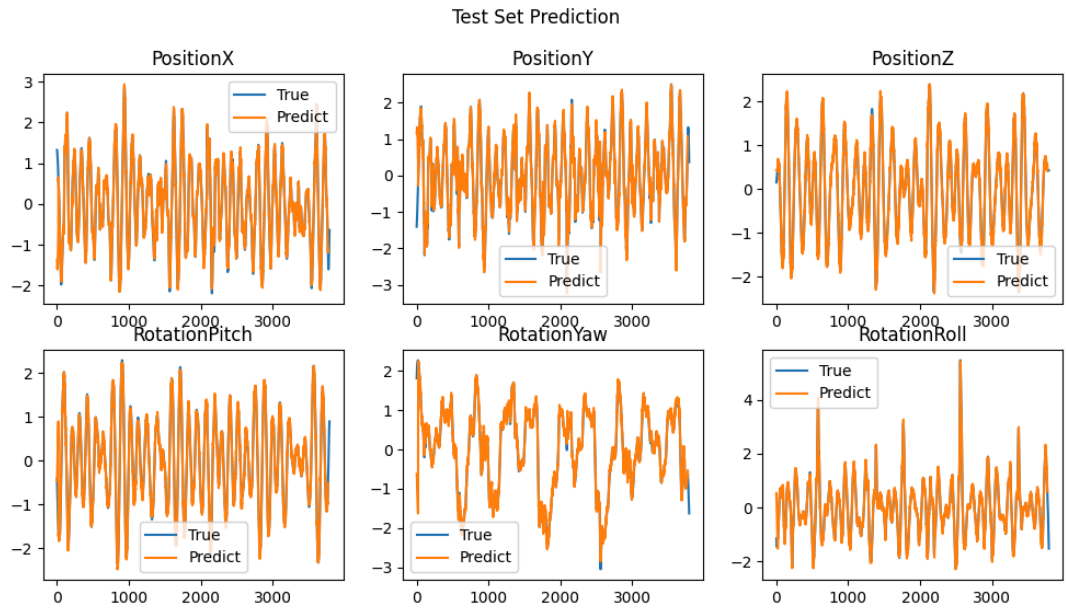 Test Set Prediction
PositionX
PositionY
PositionZ
3
2
1
0
−1
−2
True
Predict
0
1000
2000
3000
2
1
0
−1
−2
−3
True
Predict
0
1000
2000
3000
2
1
0
−1
−2
True
Predict
0
1000
2000
3000
RotationPitch
RotationYaw
RotationRoll
2
1
0
−1
−2
True
Predict
0
1000
2000
3000
2
1
0
−1
−2
−3
True
Predict
0
1000
2000
3000
4
2
0
−2
True
Predict
0
1000
2000
3000